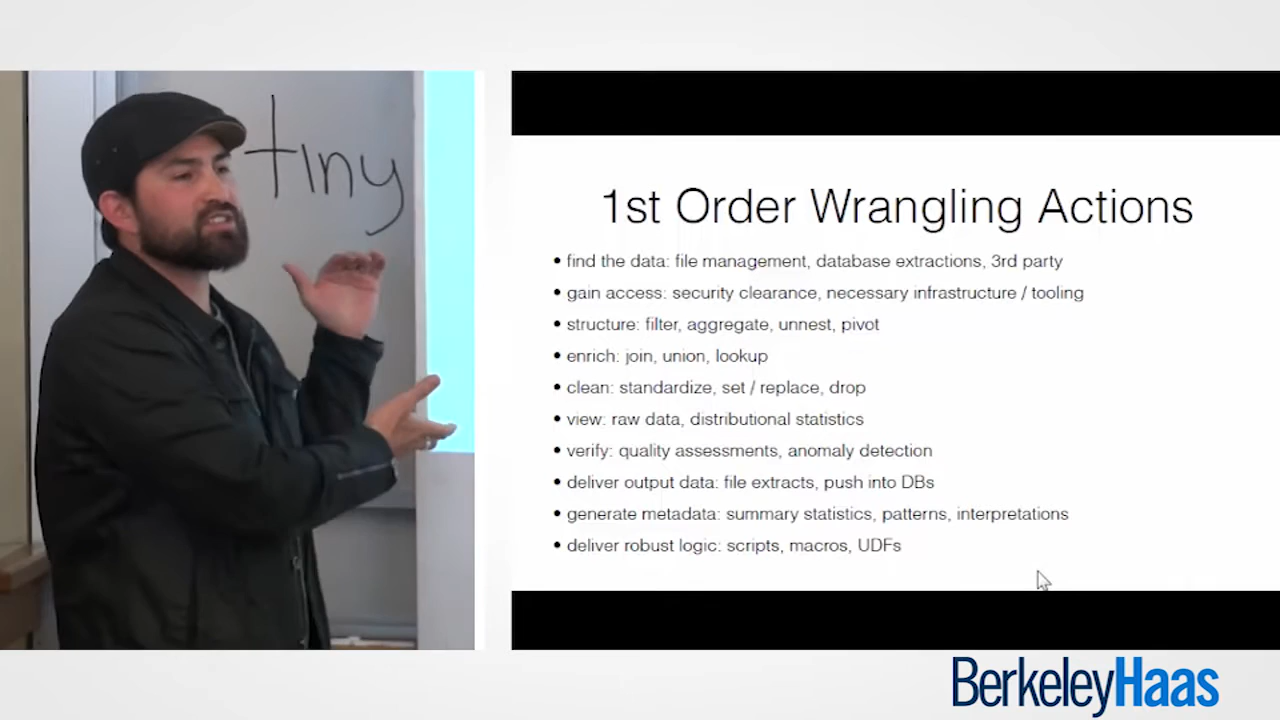 tiny
1st Order Wrangling Actions
• find the data: file management, database extractions, 3rd party
• gain access: security clearance, necessary infrastructure / tooling
• structure: filter, aggregate, unnest, pivot
• enrich: join, union, lookup
• clean: standardize, set / replace, drop
• view: raw data, distributional statistics
• verify: quality assessments, anomaly detection
• deliver output data: file extracts, push into DBs
• generate metadata: summary statistics, patterns, interpretations
• deliver robust logic: scripts, macros, UDFs
BerkeleyHaas